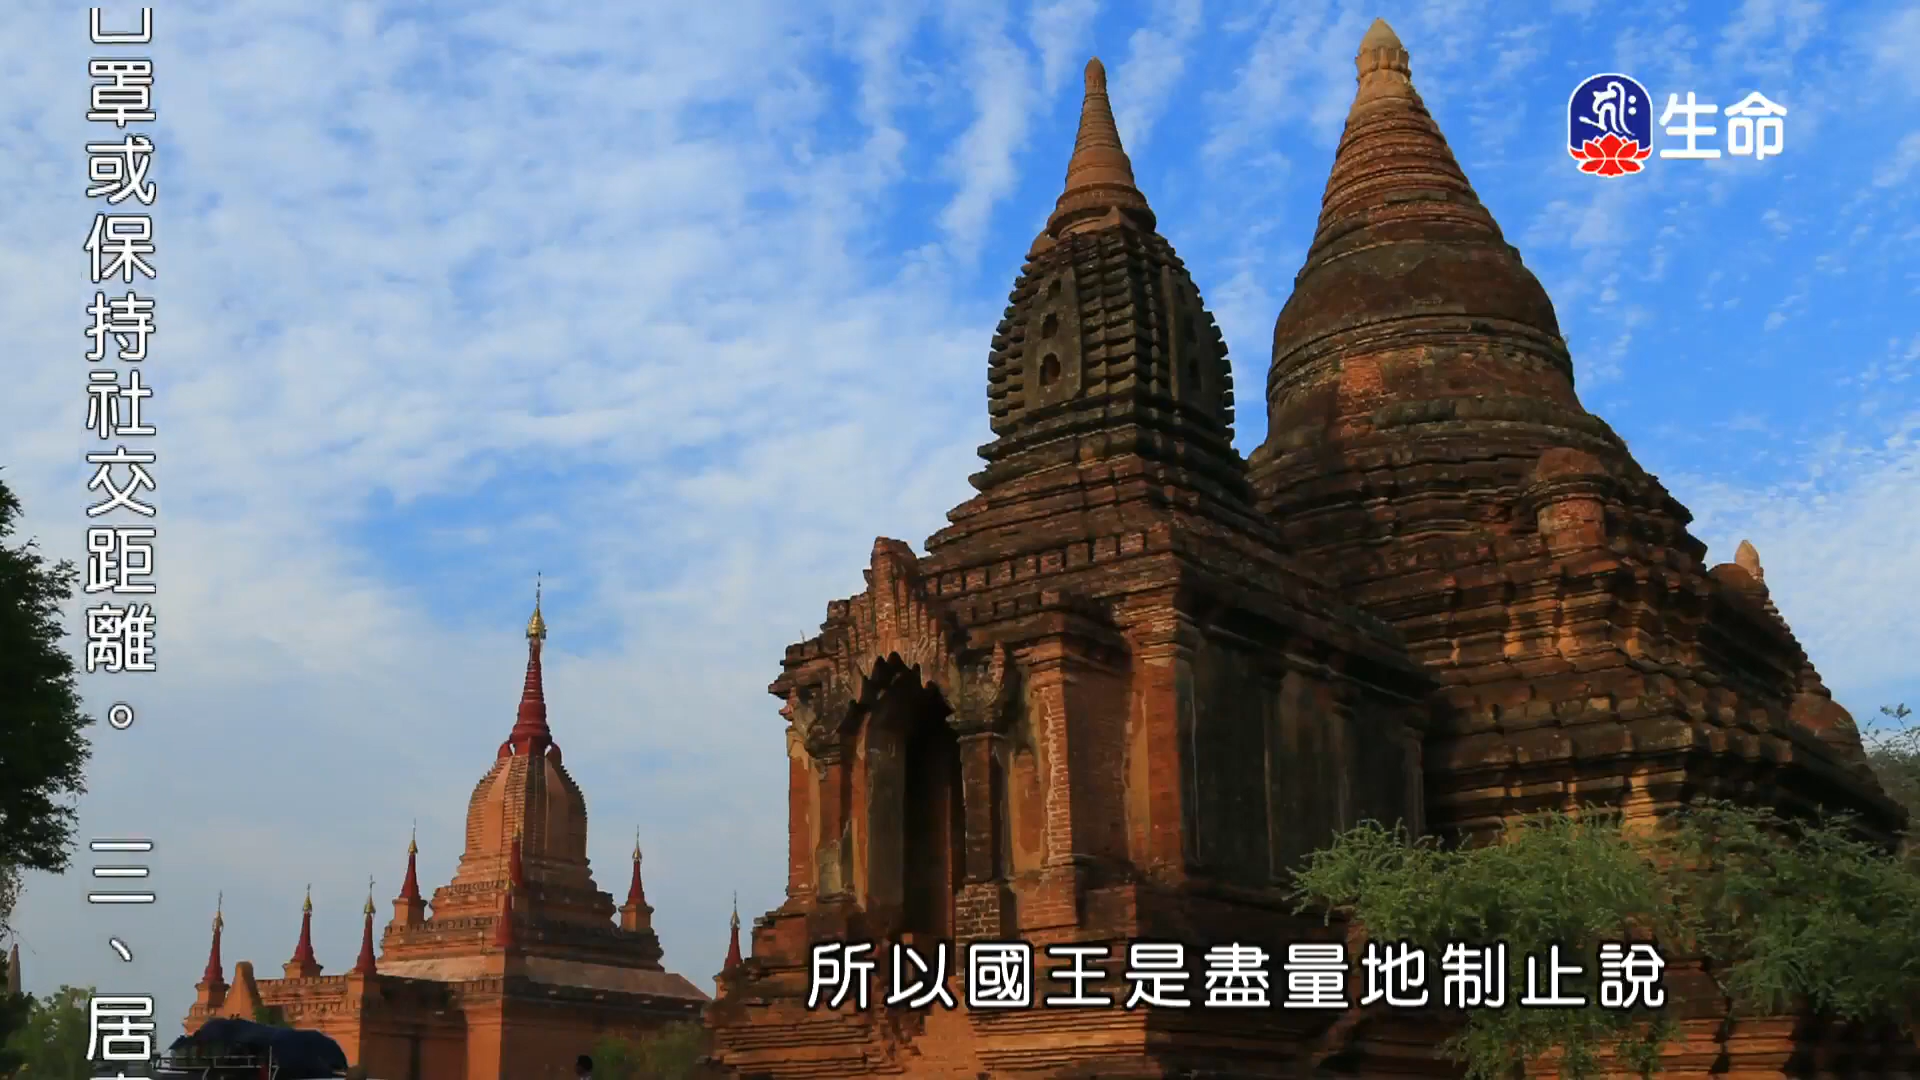 口罩或保持社交距離。 三、居
生命
所以國王是盡量地制止說